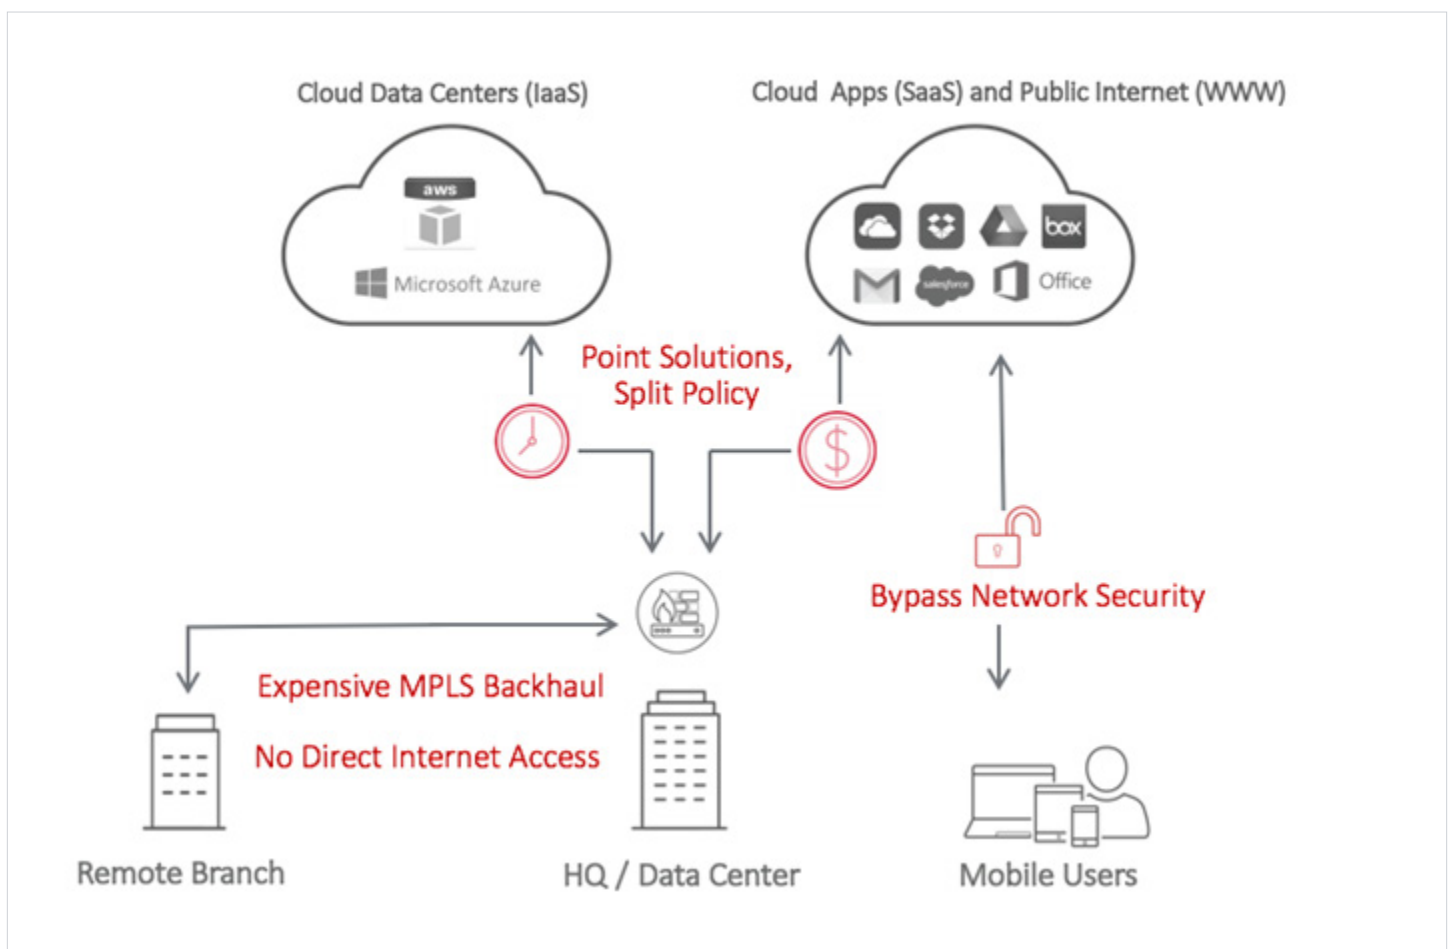 Cloud Data Centers (IaaS)
Cloud Apps (SaaS) and Public Internet (WWW)
aws
Microsoft Azure
box
salesforce
Office
Point Solutions,
Split Policy
$
Bypass Network Security
Expensive MPLS Backhaul
No Direct Internet Access
Remote Branch
HQ / Data Center
Mobile Users